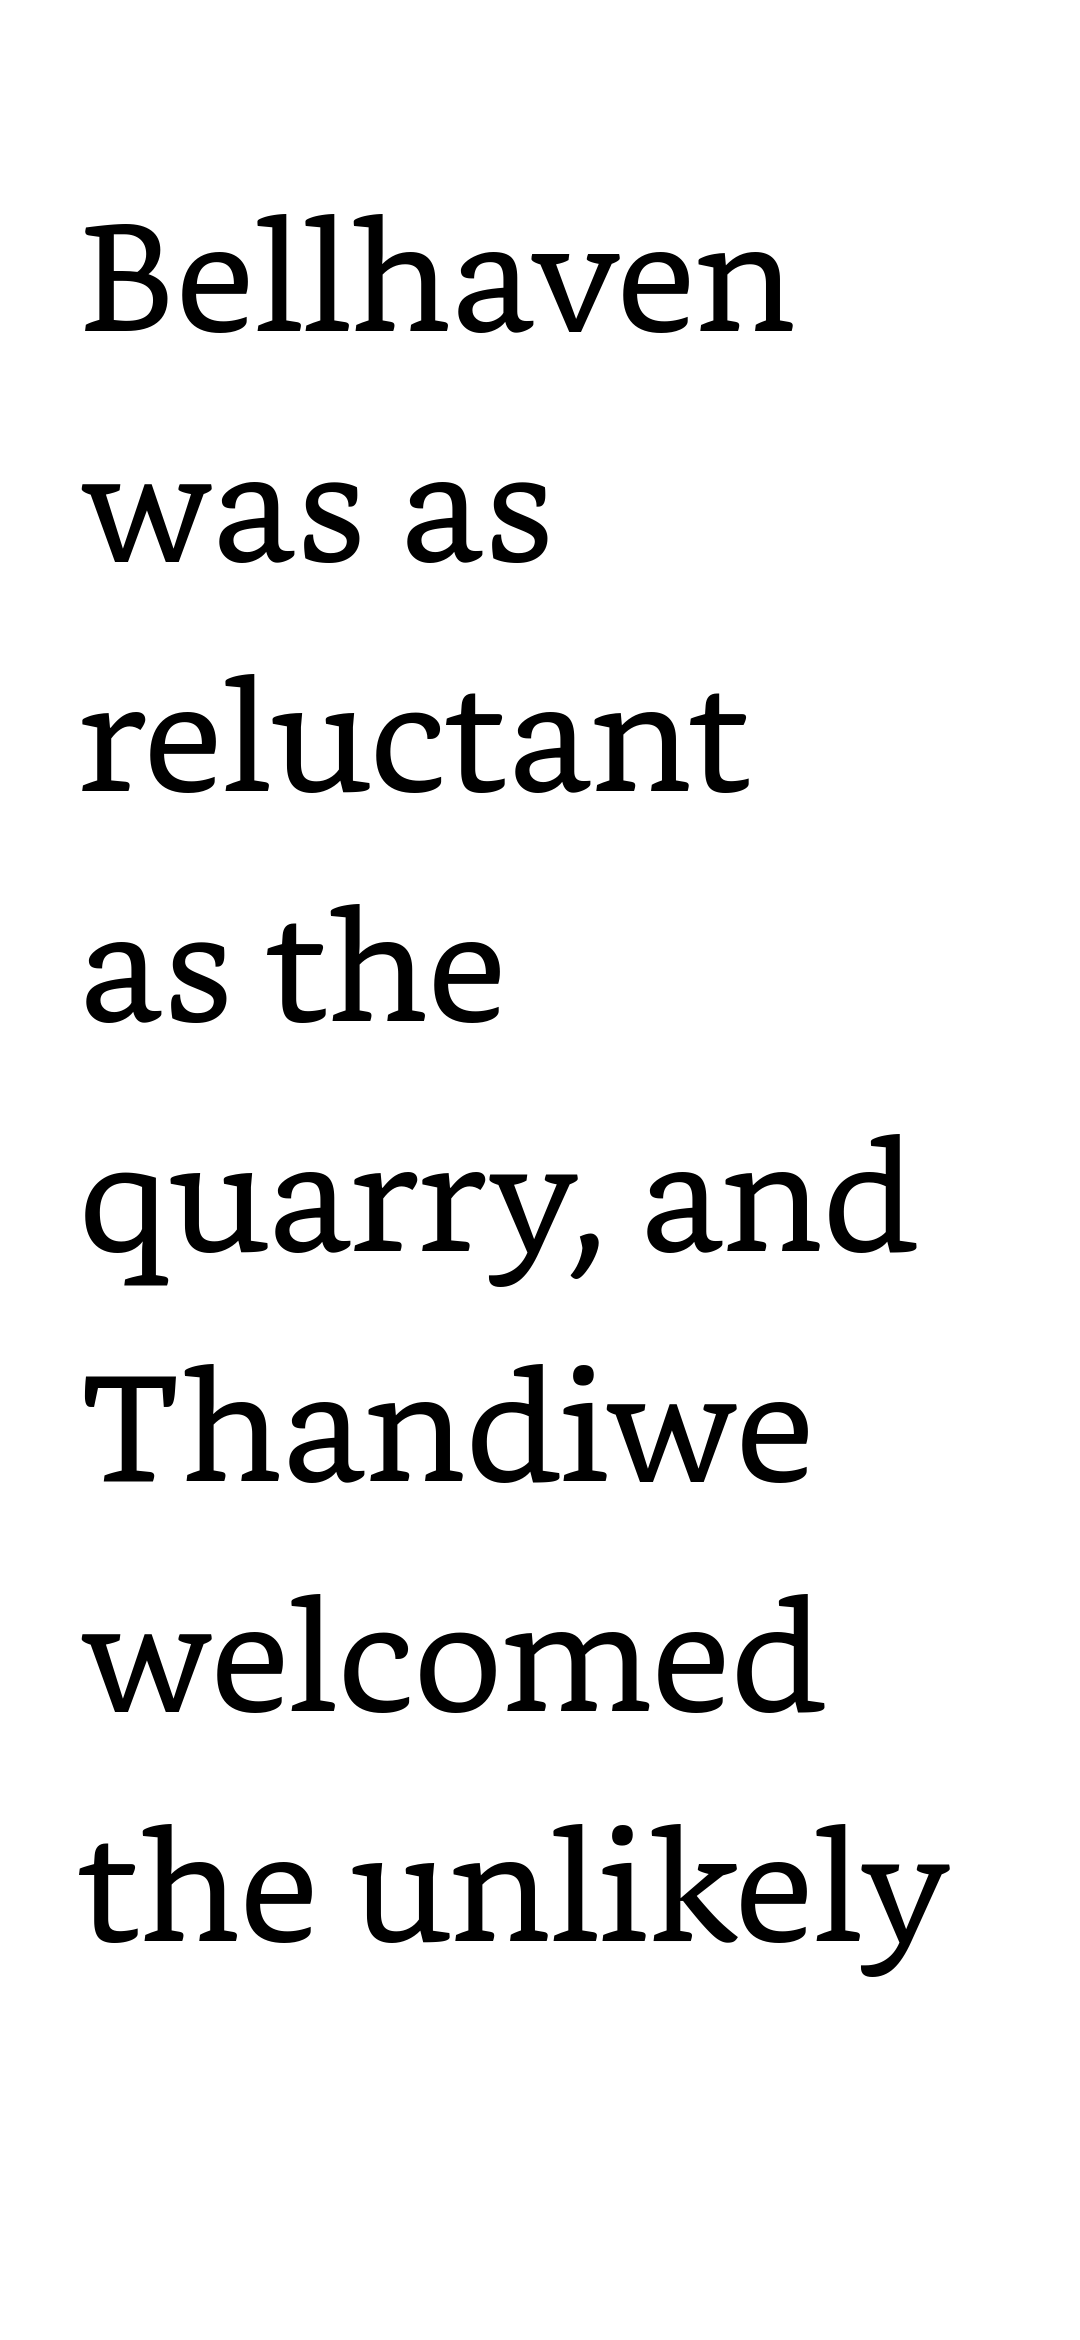 Bellhaven
was as
reluctant
as the
quarry, and
Thandiwe
welcomed
the unlikely